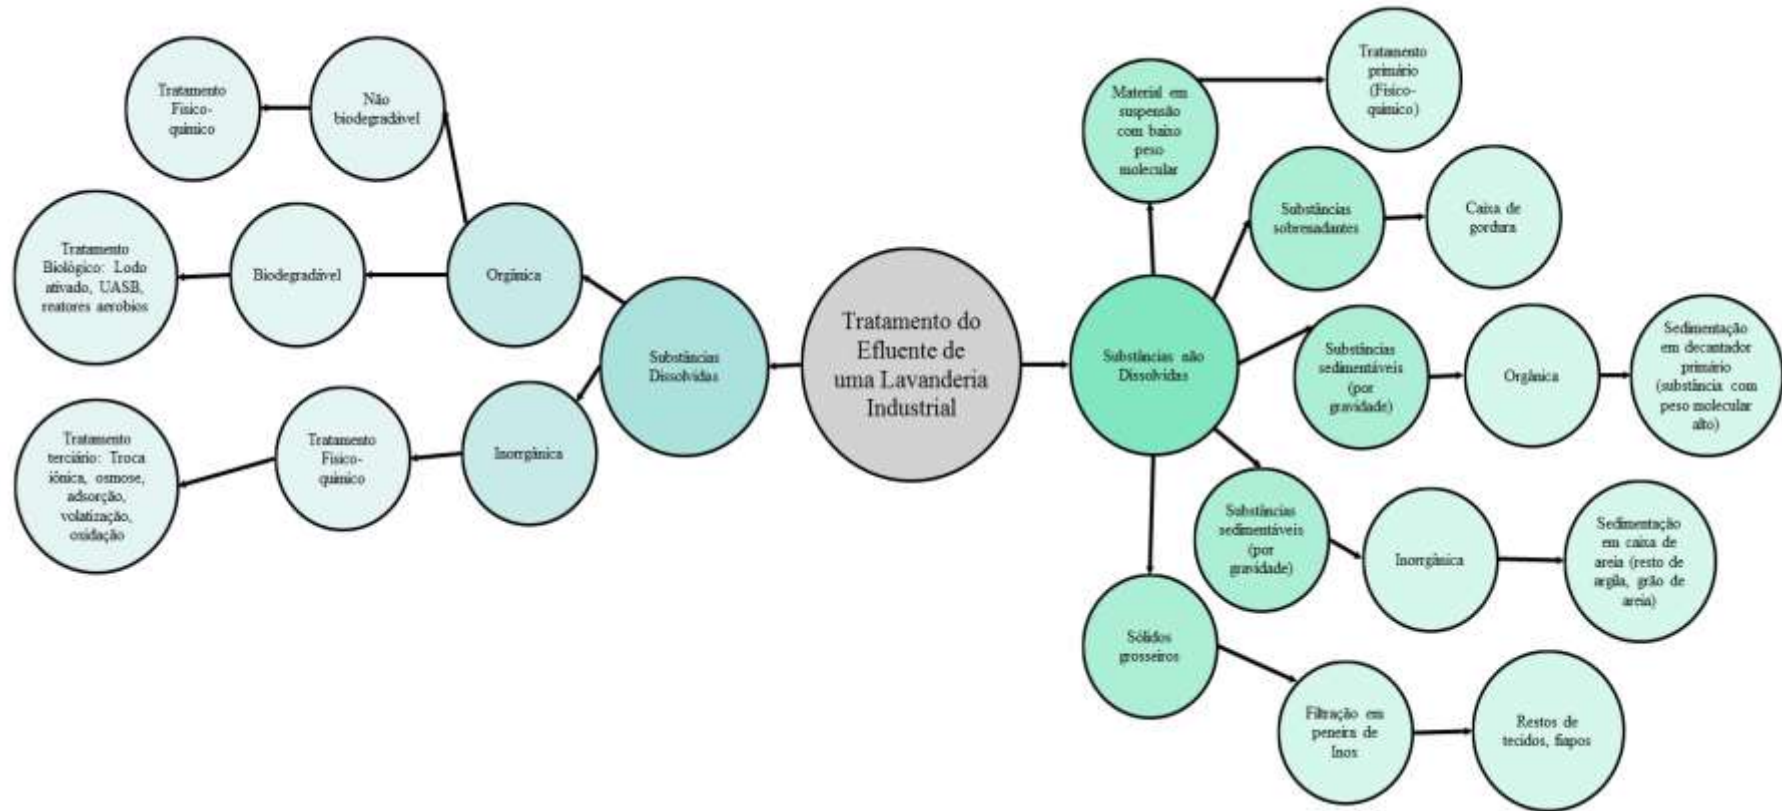 Tratamento
Físico-
químico
Não
biodegradável
Tratamento
Biológico: Lodo
ativado, UASB,
reatores aerobios
Biodegradável
Orgânica
Tratamento
terciário: Troca
iônica, osmose,
adsorção,
volatização,
oxidação
Tratamento
Físico-
químico
Inorrgânica
Substâncias
Dissolvidas
Tratamento do
Efluente de
uma Lavanderia
Industrial
Substâncias não
Dissolvidas
Material em
suspensão
com baixo
peso
molecular
Tratamento
primário
(Físico-
químico)
Substâncias
sobrenadantes
Caixa de
gordura
Substâncias
sedimentáveis
(por
gravidade)
Orgânica
Sedimentação
em decantador
primário
(substância com
peso molecular
alto)
Substâncias
sedimentáveis
(por
gravidade)
Inorrgânica
Sedimentação
em caixa de
areia (resto de
argila, grão de
areia)
Sólidos
grosseiros
Filtração em
peneira de
Inox
Restos de
tecidos, fiapos